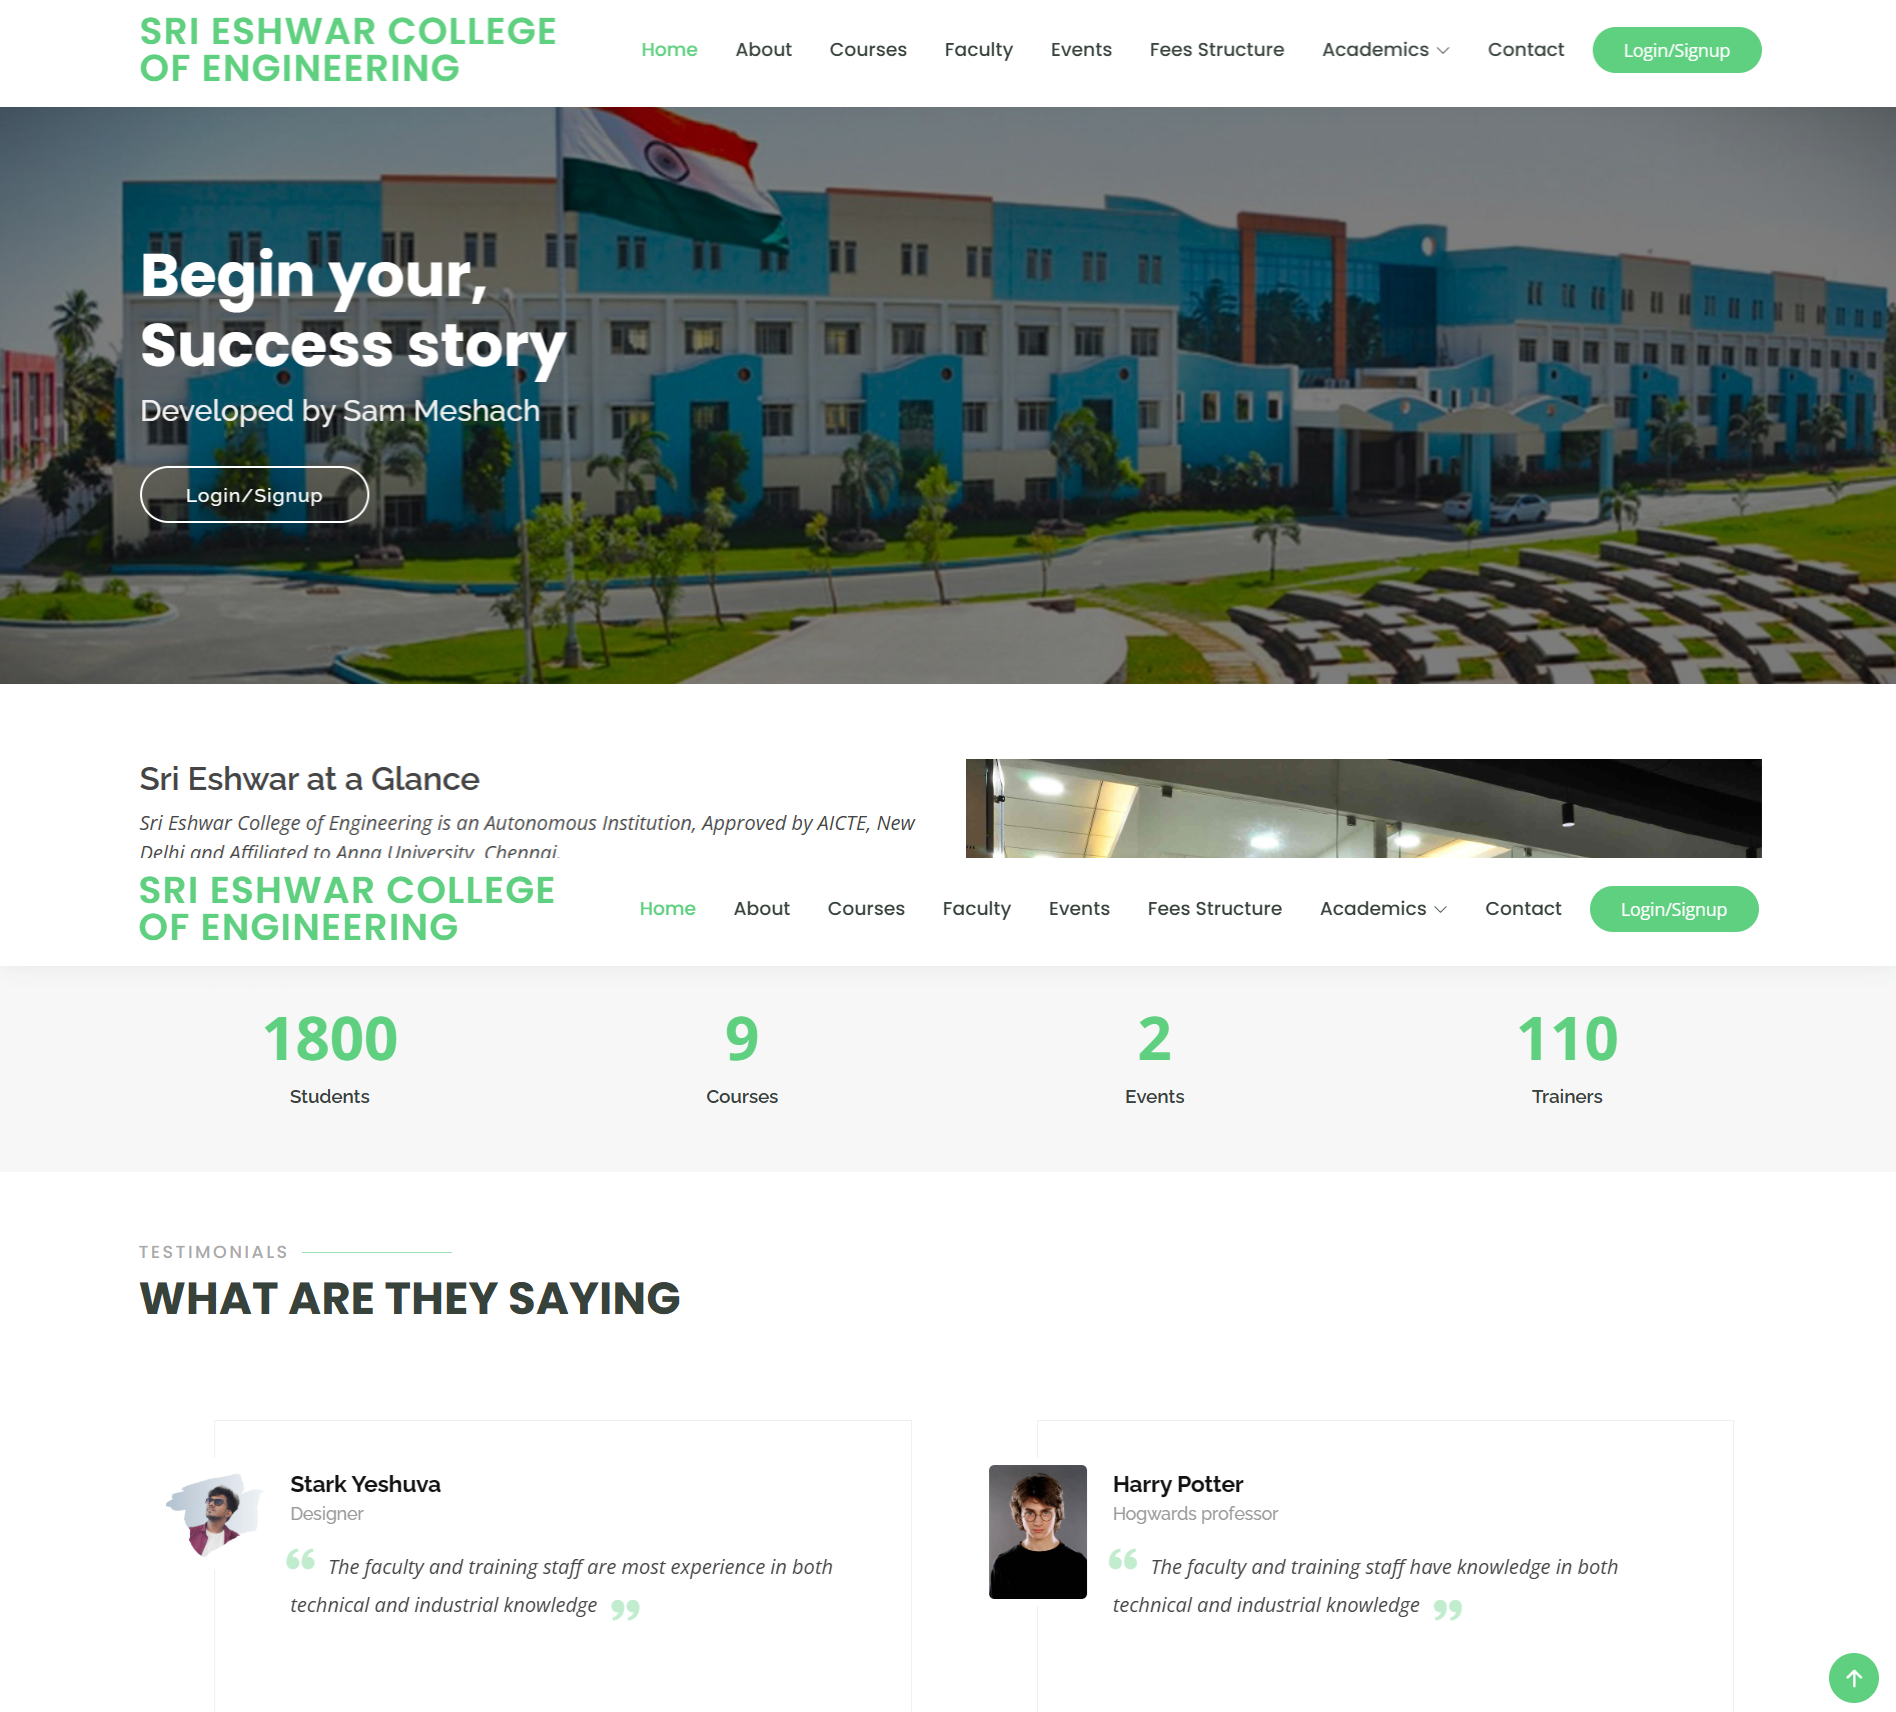 SRI ESHWAR COLLEGE
OF ENGINEERING
Home About Courses Faculty Events Fees Structure Academics Contact Login/Signup
Begin your,
Success story
Developed by Sam Meshach
Login/Signup
Sri Eshwar at a Glance
Sri Eshwar College of Engineering is an Autonomous Institution, Approved by AICTE, New
Delhi and Affiliated to Anna University, Chennai.
SRI ESHWAR COLLEGE
OF ENGINEERING
Home About Courses Faculty Events Fees Structure Academics Contact Login/Signup
1800 9 2 110
Students Courses Events Trainers
TESTIMONIALS
WHAT ARE THEY SAYING
Stark Yeshuva
Designer
“ The faculty and training staff are most experience in both
technical and industrial knowledge ”
Harry Potter
Hogwards professor
“ The faculty and training staff have knowledge in both
technical and industrial knowledge ”